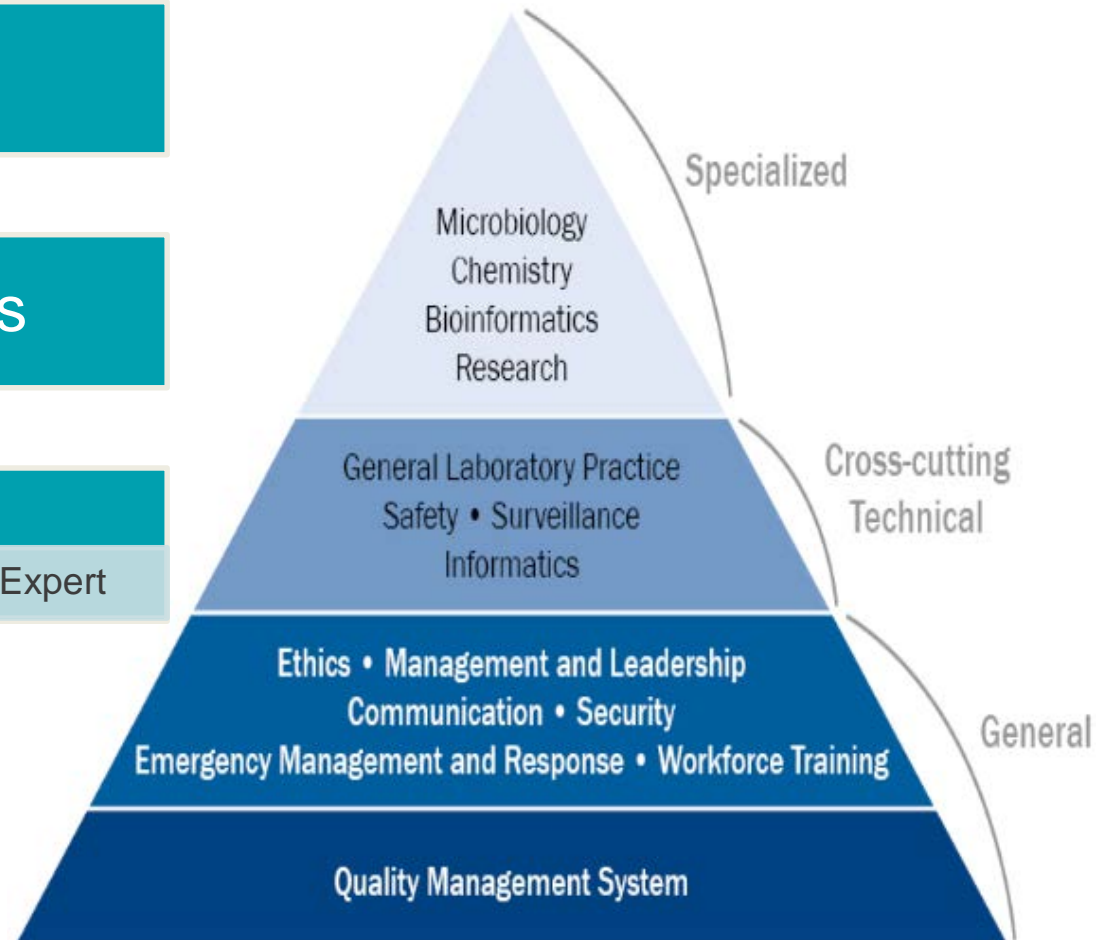 s
Expert
Specialized
Microbiology
Chemistry
Bioinformatics
Research
Cross-cutting
Technical
General Laboratory Practice
Safety • Surveillance
Informatics
General
Ethics • Management and Leadership
Communication • Security
Emergency Management and Response • Workforce Training
Quality Management System